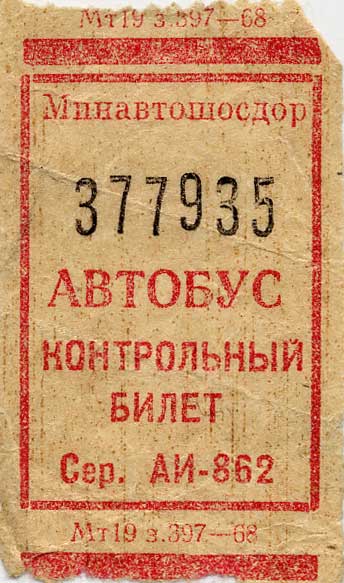 Мт19 з.397—68
Минавтошосдор
377935
АВТОБУС
КОНТРОЛЬНЫЙ
БИЛЕТ
Сер. АИ-862
Мт19 з.397—68